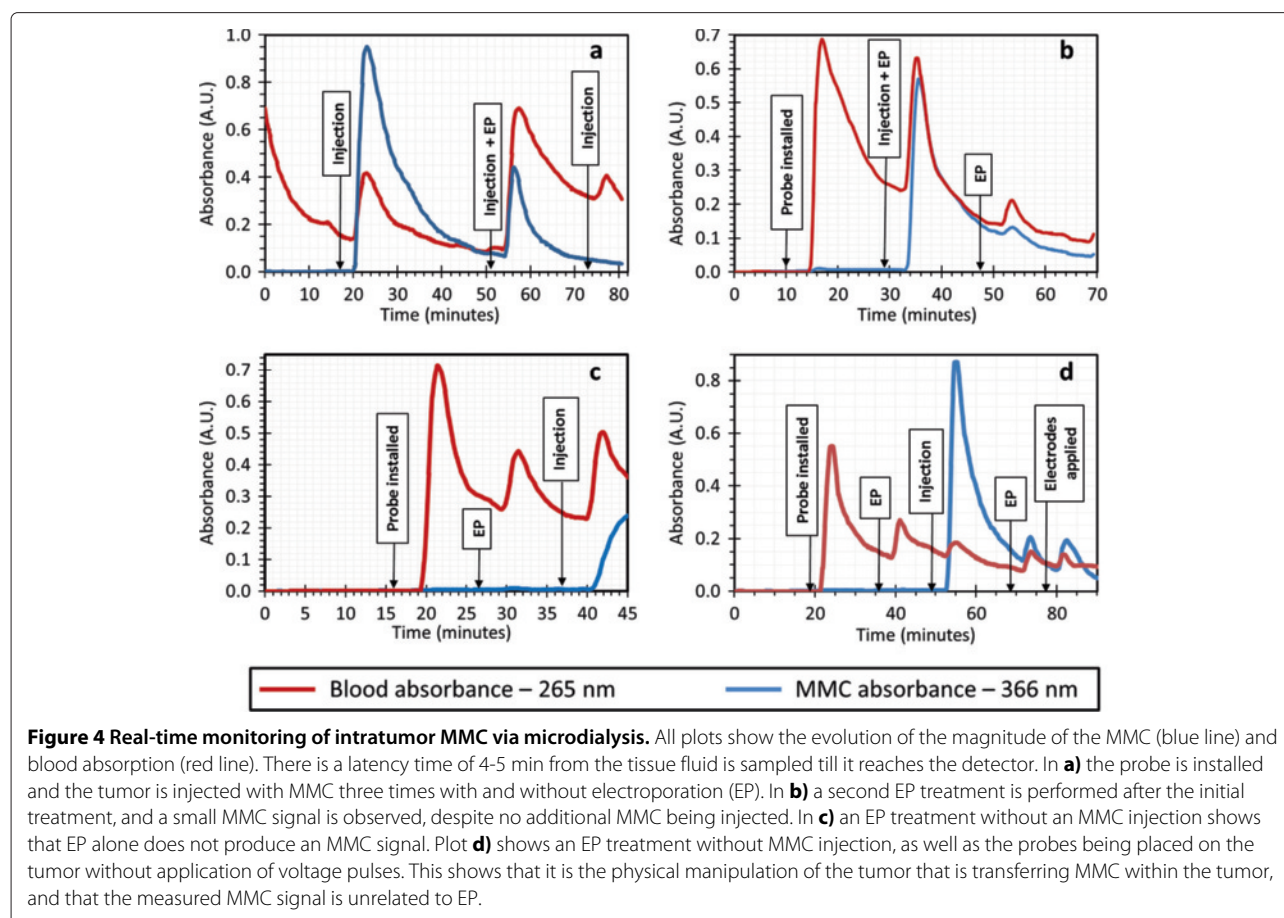 a
1.0
0.8
0.6
0.4
0.2
0.0
Absorbance (A.U.)
Injection
Injection + EP
Injection
0 10 20 30 40 50 60 70 80
Time (minutes)
b
0.7
0.6
0.5
0.4
0.3
0.2
0.1
0.0
Absorbance (A.U.)
Probe installed
Injection + EP
EP
0 10 20 30 40 50 60 70
Time (minutes)
c
0.7
0.6
0.5
0.4
0.3
0.2
0.1
0.0
Absorbance (A.U.)
Probe installed
EP
Injection
0 5 10 15 20 25 30 35 40 45
Time (minutes)
d
0.8
0.6
0.4
0.2
0.0
Absorbance (A.U.)
Probe installed
EP
Injection
EP
Electrodes
applied
0 20 40 60 80
Time (minutes)
Blood absorbance – 265 nm MMC absorbance – 366 nm
Figure 4 Real-time monitoring of intratumor MMC via microdialysis. All plots show the evolution of the magnitude of the MMC (blue line) and
blood absorption (red line). There is a latency time of 4-5 min from the tissue fluid is sampled till it reaches the detector. In a) the probe is installed
and the tumor is injected with MMC three times with and without electroporation (EP). In b) a second EP treatment is performed after the initial
treatment, and a small MMC signal is observed, despite no additional MMC being injected. In c) an EP treatment without an MMC injection shows
that EP alone does not produce an MMC signal. Plot d) shows an EP treatment without MMC injection, as well as the probes being placed on the
tumor without application of voltage pulses. This shows that it is the physical manipulation of the tumor that is transferring MMC within the tumor,
and that the measured MMC signal is unrelated to EP.